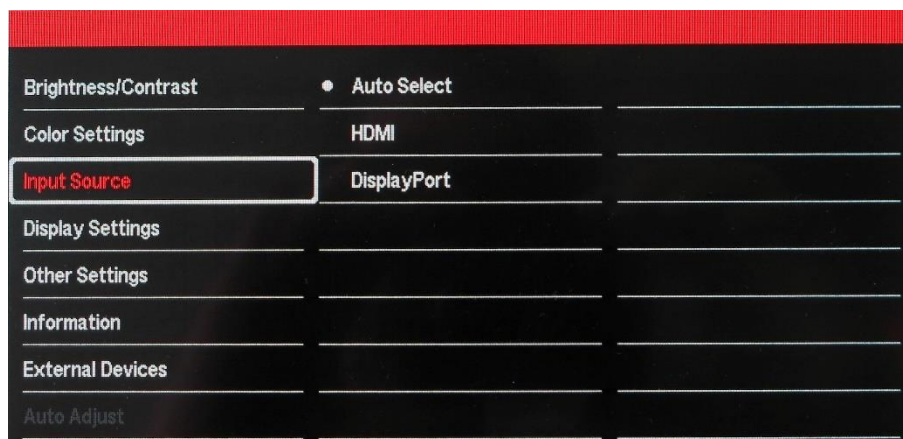 Brightness/Contrast
Auto Select
Color Settings
HDMI
Input Source
DisplayPort
Display Settings
Other Settings
Information
External Devices
Auto Adjust